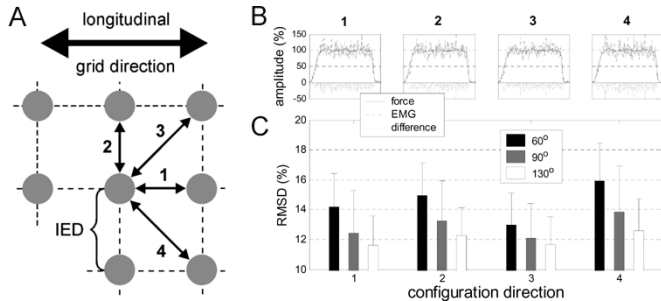 A
longitudinal
grid direction
2
3
1
IED
4
B
1 2 3 4
amplitude (%)
150
100
50
0
-50
force
EMG
difference
C
RMSD (%)
20
18
16
14
12
10
60°
90°
130°
1 2 3 4
configuration direction